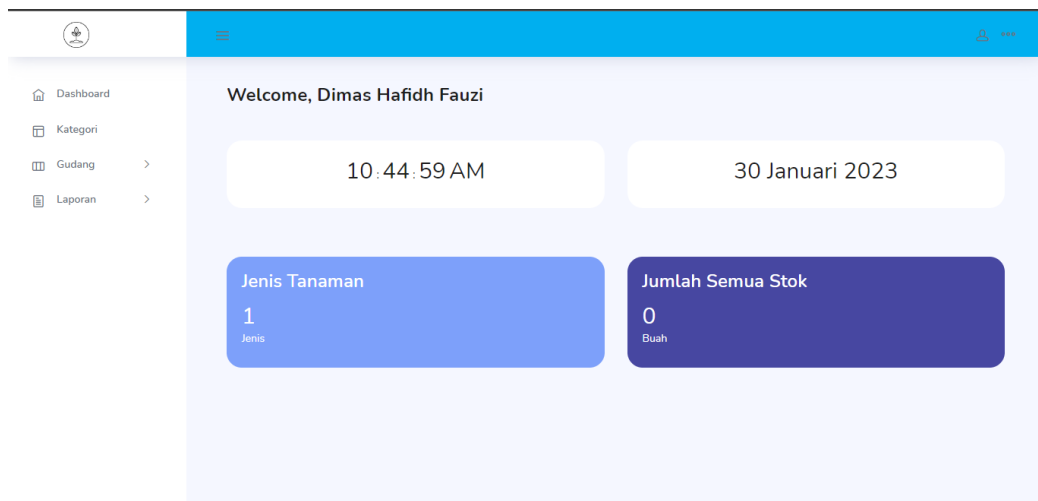 Dashboard
Kategori
Gudang
Laporan
Welcome, Dimas Hafidh Fauzi
10:44:59 AM
30 Januari 2023
Jenis Tanaman
1
Jenis
Jumlah Semua Stok
0
Buah